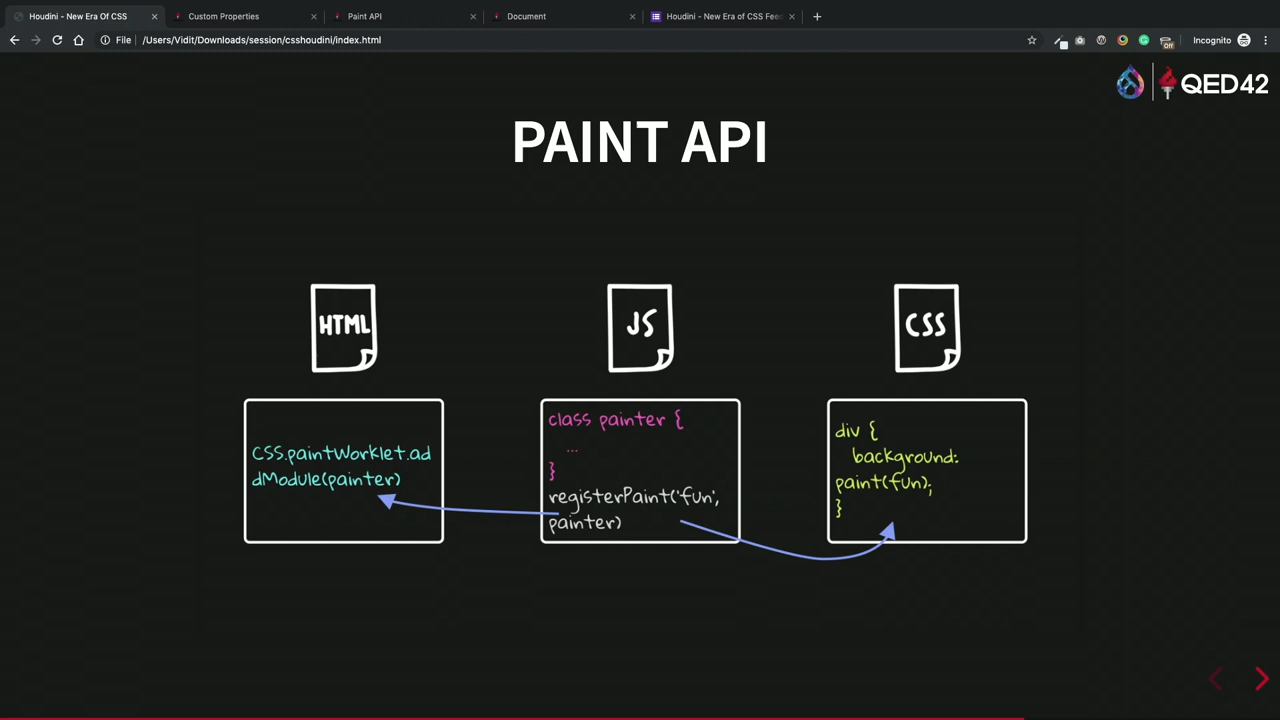 Houdini - New Era Of CSS
Custom Properties
Paint API
Document
Houdini - New Era of CSS Feed
File
/Users/Vidit/Downloads/session/csshoudini/index.html
Off
Incognito
QED42
PAINT API
HTML
JS
CSS
CSS.paintWorklet.ad
dModule(painter)
class painter {
...
}
registerPaint('fun',
painter)
div {
background:
paint(fun);
}